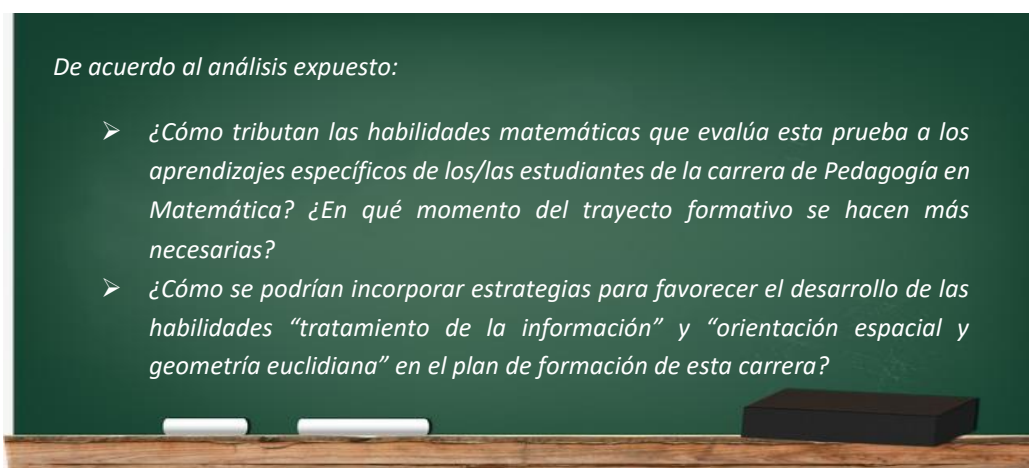 De acuerdo al análisis expuesto:
➢ ¿Cómo tributan las habilidades matemáticas que evalúa esta prueba a los
aprendizajes específicos de los/las estudiantes de la carrera de Pedagogía en
Matemática? ¿En qué momento del trayecto formativo se hacen más
necesarias?
➢ ¿Cómo se podrían incorporar estrategias para favorecer el desarrollo de las
habilidades “tratamiento de la información” y “orientación espacial y
geometría euclidiana” en el plan de formación de esta carrera?